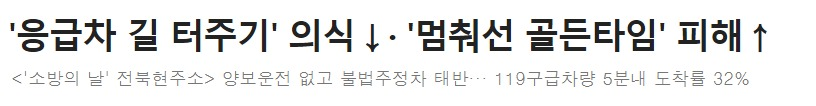 '응급차 길 터주기' 의식↓· '멈춰선 골든타임' 피해↑
<'소방의 날' 전북현주소> 양보운전 없고 불법주정차 태반… 119구급차량 5분내 도착률 32%